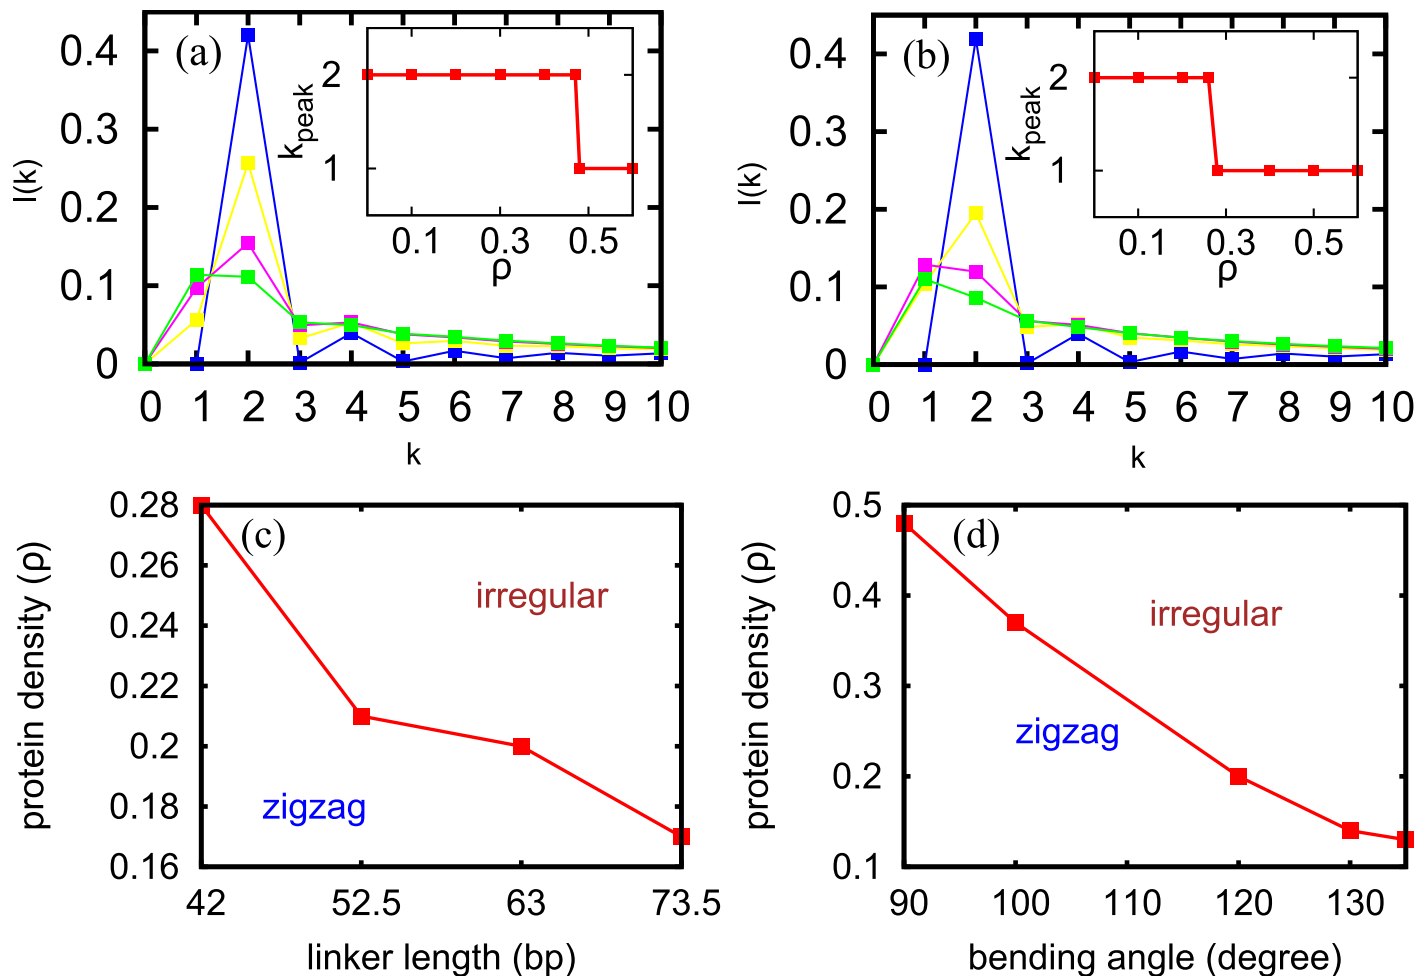 (a)
I(k)
0.4
0.3
0.2
0.1
0
0 1 2 3 4 5 6 7 8 9 10
k
k_peak
2
1
0.1 0.3 0.5
ρ
(b)
I(k)
0.4
0.3
0.2
0.1
0
0 1 2 3 4 5 6 7 8 9 10
k
k_peak
2
1
0.1 0.3 0.5
ρ
(c)
protein density (ρ)
0.28
0.26
0.24
0.22
0.2
0.18
0.16
irregular
zigzag
42 52.5 63 73.5
linker length (bp)
(d)
protein density (ρ)
0.5
0.4
0.3
0.2
0.1
irregular
zigzag
90 100 110 120 130
bending angle (degree)